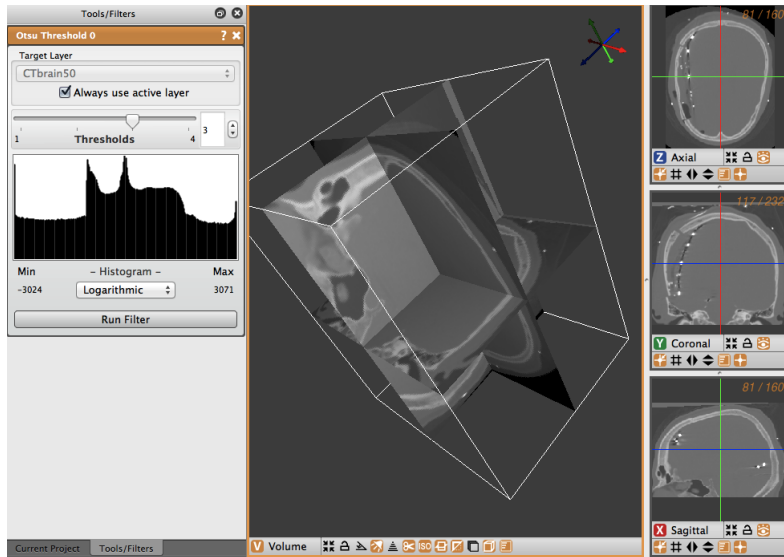 Tools/Filters
Otsu Threshold 0 ?
Target Layer
CTbrain50
Always use active layer
3
1 Thresholds 4
Min – Histogram – Max
-3024 Logarithmic 3071
Run Filter
Current Project Tools/Filters
V Volume ISO
81 / 160
Z Axial
117 / 232
Y Coronal
81 / 160
X Sagittal